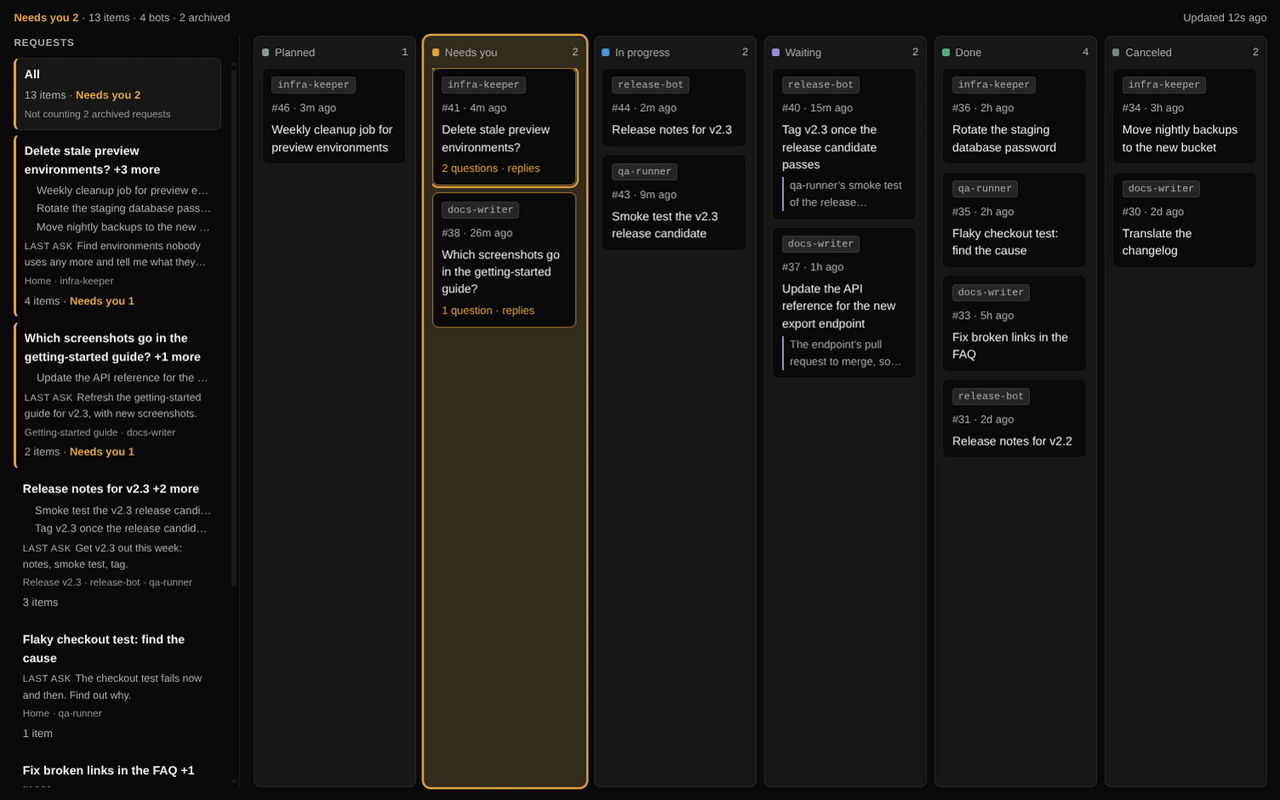 Needs you 2 · 13 items · 4 bots · 2 archived
Updated 12s ago
REQUESTS
All
13 items · Needs you 2
Not counting 2 archived requests
Delete stale preview
environments? +3 more
Weekly cleanup job for preview e…
Rotate the staging database pass…
Move nightly backups to the new …
LAST ASK Find environments nobody
uses any more and tell me what they…
Home · infra-keeper
4 items · Needs you 1
Which screenshots go in the
getting-started guide? +1 more
Update the API reference for the …
LAST ASK Refresh the getting-started
guide for v2.3, with new screenshots.
Getting-started guide · docs-writer
2 items · Needs you 1
Release notes for v2.3 +2 more
Smoke test the v2.3 release candi…
Tag v2.3 once the release candid…
LAST ASK Get v2.3 out this week:
notes, smoke test, tag.
Release v2.3 · release-bot · qa-runner
3 items
Flaky checkout test: find the
cause
LAST ASK The checkout test fails now
and then. Find out why.
Home · qa-runner
1 item
Fix broken links in the FAQ +1
Planned 1
infra-keeper
#46 · 3m ago
Weekly cleanup job for
preview environments
Needs you 2
infra-keeper
#41 · 4m ago
Delete stale preview
environments?
2 questions · replies
docs-writer
#38 · 26m ago
Which screenshots go
in the getting-started
guide?
1 question · replies
In progress 2
release-bot
#44 · 2m ago
Release notes for v2.3
qa-runner
#43 · 9m ago
Smoke test the v2.3
release candidate
Waiting 2
release-bot
#40 · 15m ago
Tag v2.3 once the
release candidate
passes
qa-runner's smoke test
of the release…
docs-writer
#37 · 1h ago
Update the API
reference for the new
export endpoint
The endpoint's pull
request to merge, so…
Done 4
infra-keeper
#36 · 2h ago
Rotate the staging
database password
qa-runner
#35 · 2h ago
Flaky checkout test:
find the cause
docs-writer
#33 · 5h ago
Fix broken links in the
FAQ
release-bot
#31 · 2d ago
Release notes for v2.2
Canceled 2
infra-keeper
#34 · 3h ago
Move nightly backups
to the new bucket
docs-writer
#30 · 2d ago
Translate the
changelog